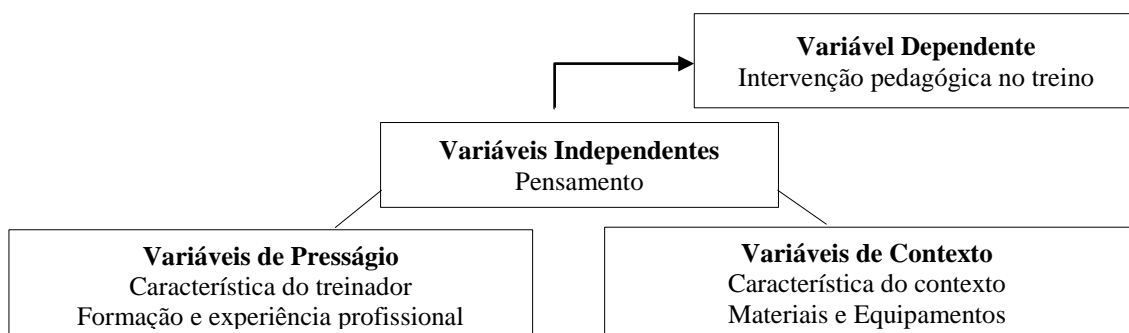 Variável Dependente
Intervenção pedagógica no treino
Variáveis Independentes
Pensamento
Variáveis de Presságio
Característica do treinador
Formação e experiência profissional
Variáveis de Contexto
Característica do contexto
Materiais e Equipamentos